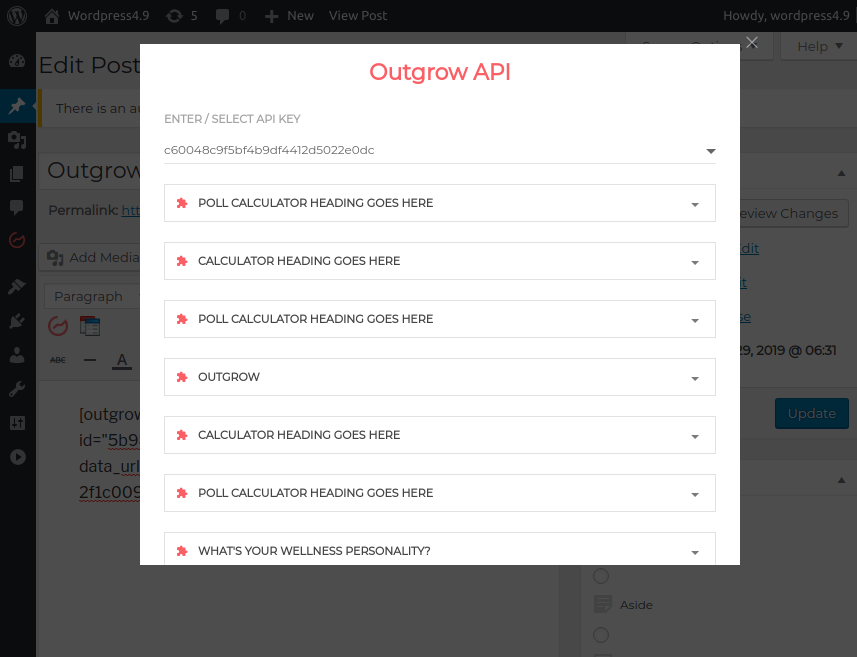 Wordpress4.9
5
0
New
View Post
Howdy, wordpress4.9
Edit Post
Help
There is an au
Outgrow
Permalink: htt
Add Media
Paragraph
ABC
A
[outgrow
id="5b9
data_url
2f1c009
Outgrow API
ENTER / SELECT API KEY
c60048c9f5bf4b9df4412d5022e0dc
POLL CALCULATOR HEADING GOES HERE
CALCULATOR HEADING GOES HERE
POLL CALCULATOR HEADING GOES HERE
OUTGROW
CALCULATOR HEADING GOES HERE
POLL CALCULATOR HEADING GOES HERE
WHAT'S YOUR WELLNESS PERSONALITY?
eview Changes
dit
it
se
29, 2019 @ 06:31
Update
Aside